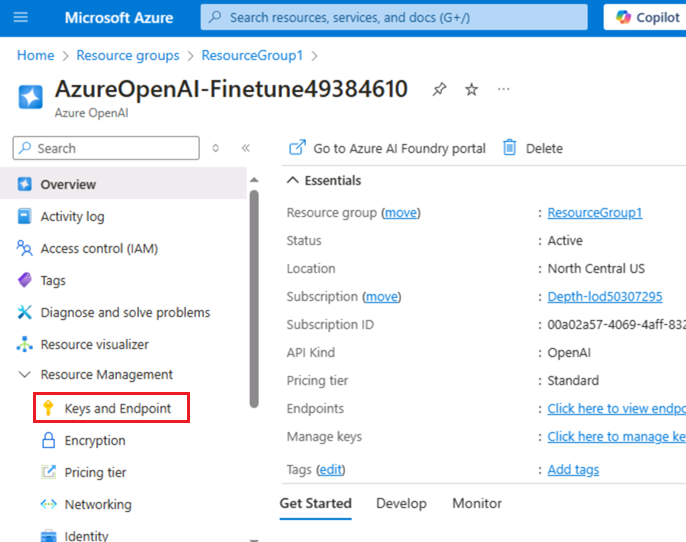 Microsoft Azure
Search resources, services, and docs (G+/)
Copilot
Home > Resource groups > ResourceGroup1 >
AzureOpenAI-Finetune49384610
Azure OpenAI
Search
Go to Azure AI Foundry portal
Delete
Overview
Activity log
Access control (IAM)
Tags
Diagnose and solve problems
Resource visualizer
Resource Management
Keys and Endpoint
Encryption
Pricing tier
Networking
Identity
Essentials
Resource group (move) : ResourceGroup1
Status : Active
Location : North Central US
Subscription (move) : Depth-lod50307295
Subscription ID : 00a02a57-4069-4aff-832
API Kind : OpenAI
Pricing tier : Standard
Endpoints : Click here to view endpo
Manage keys : Click here to manage ke
Tags (edit) : Add tags
Get Started
Develop
Monitor